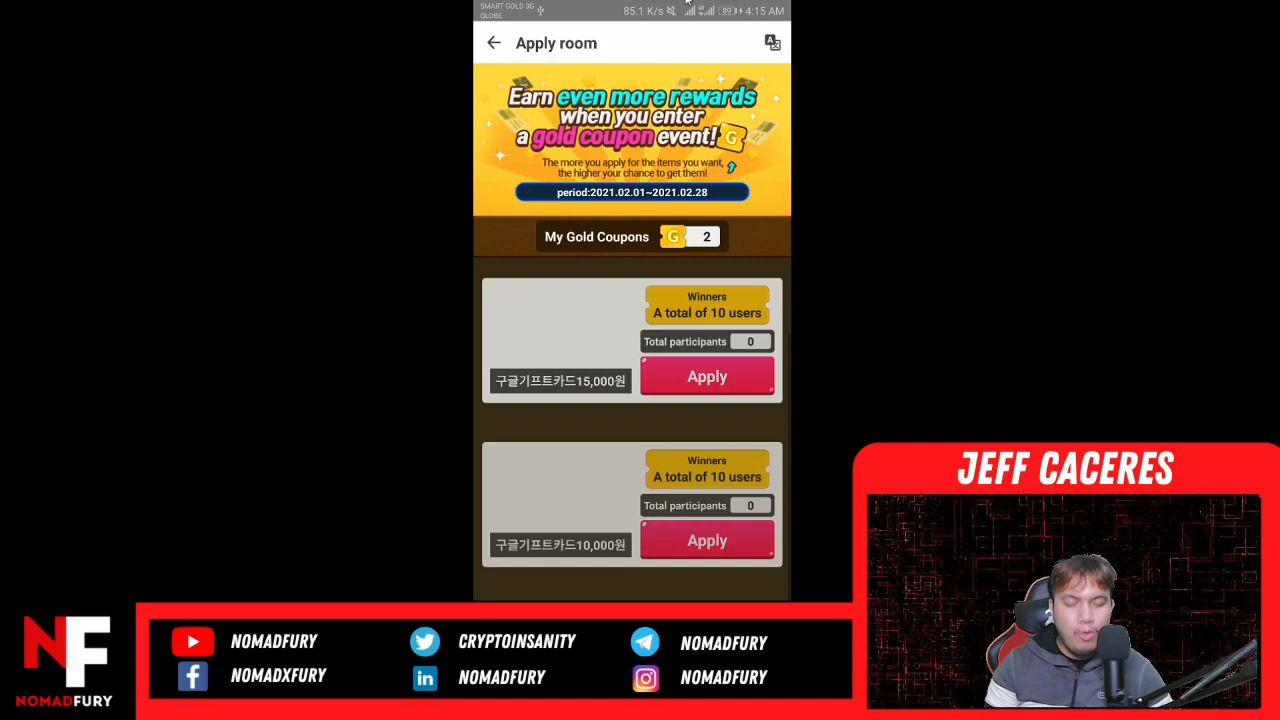 SMART GOLD 3G
GLOBE
85.1 K/s
89
4:15 AM
Apply room
Earn even more rewards
when you enter
a gold coupon event!
G
The more you apply for the items you want,
the higher your chance to get them!
period:2021.02.01~2021.02.28
My Gold Coupons G 2
Winners
A total of 10 users
Total participants 0
구글기프트카드15,000원
Apply
Winners
A total of 10 users
Total participants 0
구글기프트카드10,000원
Apply
JEFF CACERES
NF
NOMADFURY
NOMADFURY
CRYPTOINSANITY
NOMADFURY
NOMADXFURY
NOMADFURY
NOMADFURY